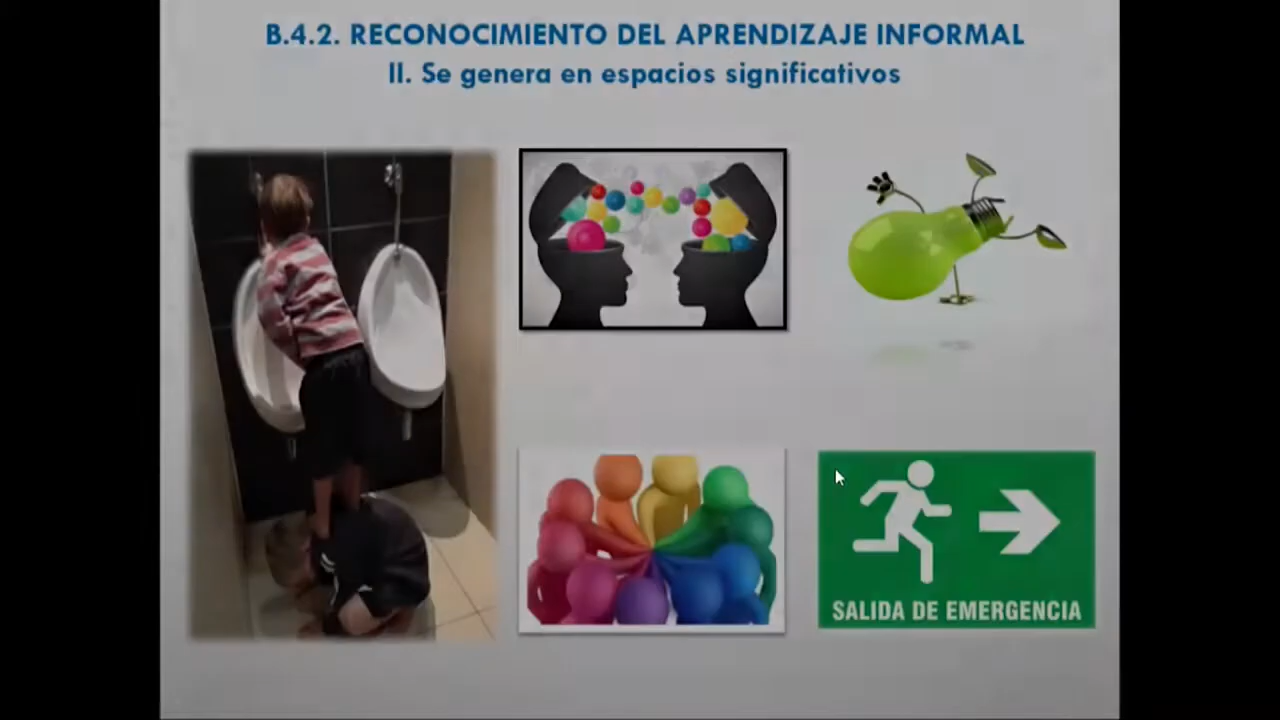 B.4.2. RECONOCIMIENTO DEL APRENDIZAJE INFORMAL
II. Se genera en espacios significativos
SALIDA DE EMERGENCIA